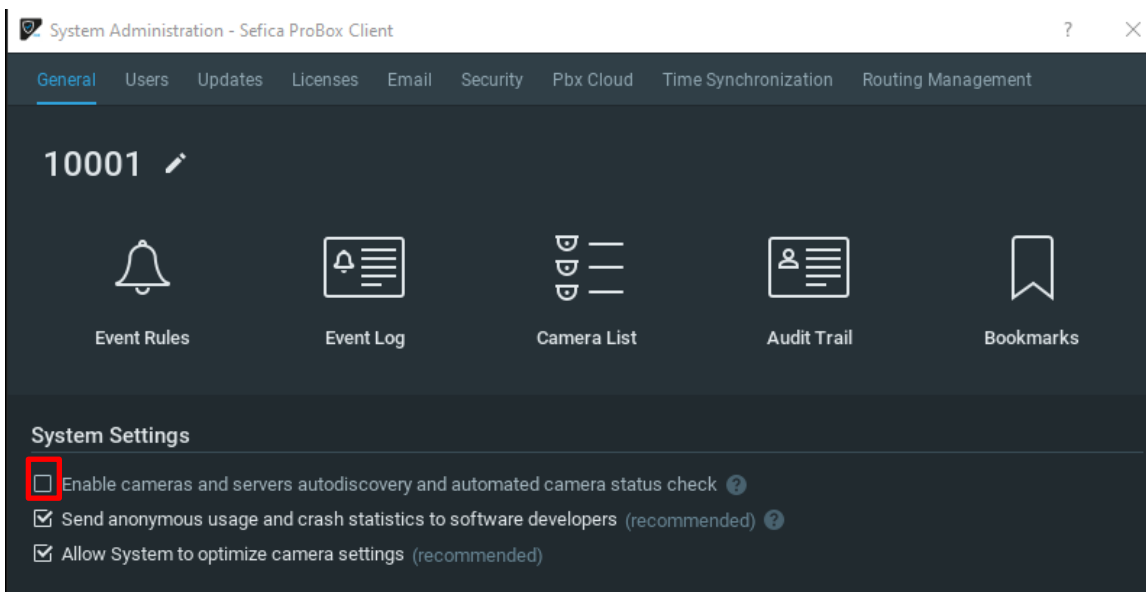 System Administration - Sefica ProBox Client ?
General Users Updates Licenses Email Security Pbx Cloud Time Synchronization Routing Management
10001
Event Rules Event Log Camera List Audit Trail Bookmarks
System Settings
Enable cameras and servers autodiscovery and automated camera status check ?
Send anonymous usage and crash statistics to software developers (recommended) ?
Allow System to optimize camera settings (recommended)